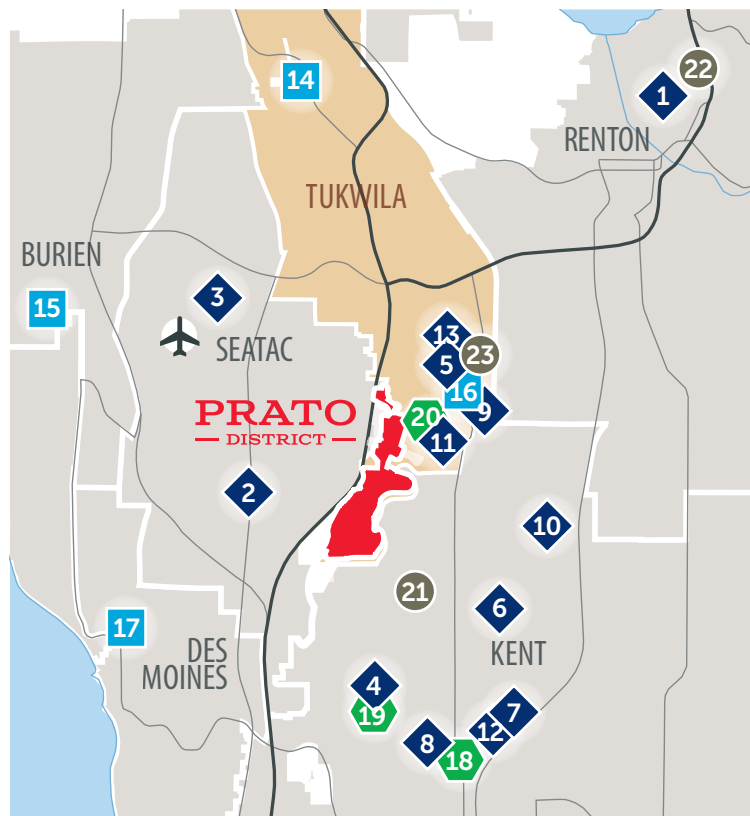 14
22
1
RENTON
TUKWILA
BURIEN
15
3
SEATAC
13
5
23
16
9
20
11
PRATO
DISTRICT
2
10
21
6
17
DES
MOINES
KENT
4
19
7
12
8
18